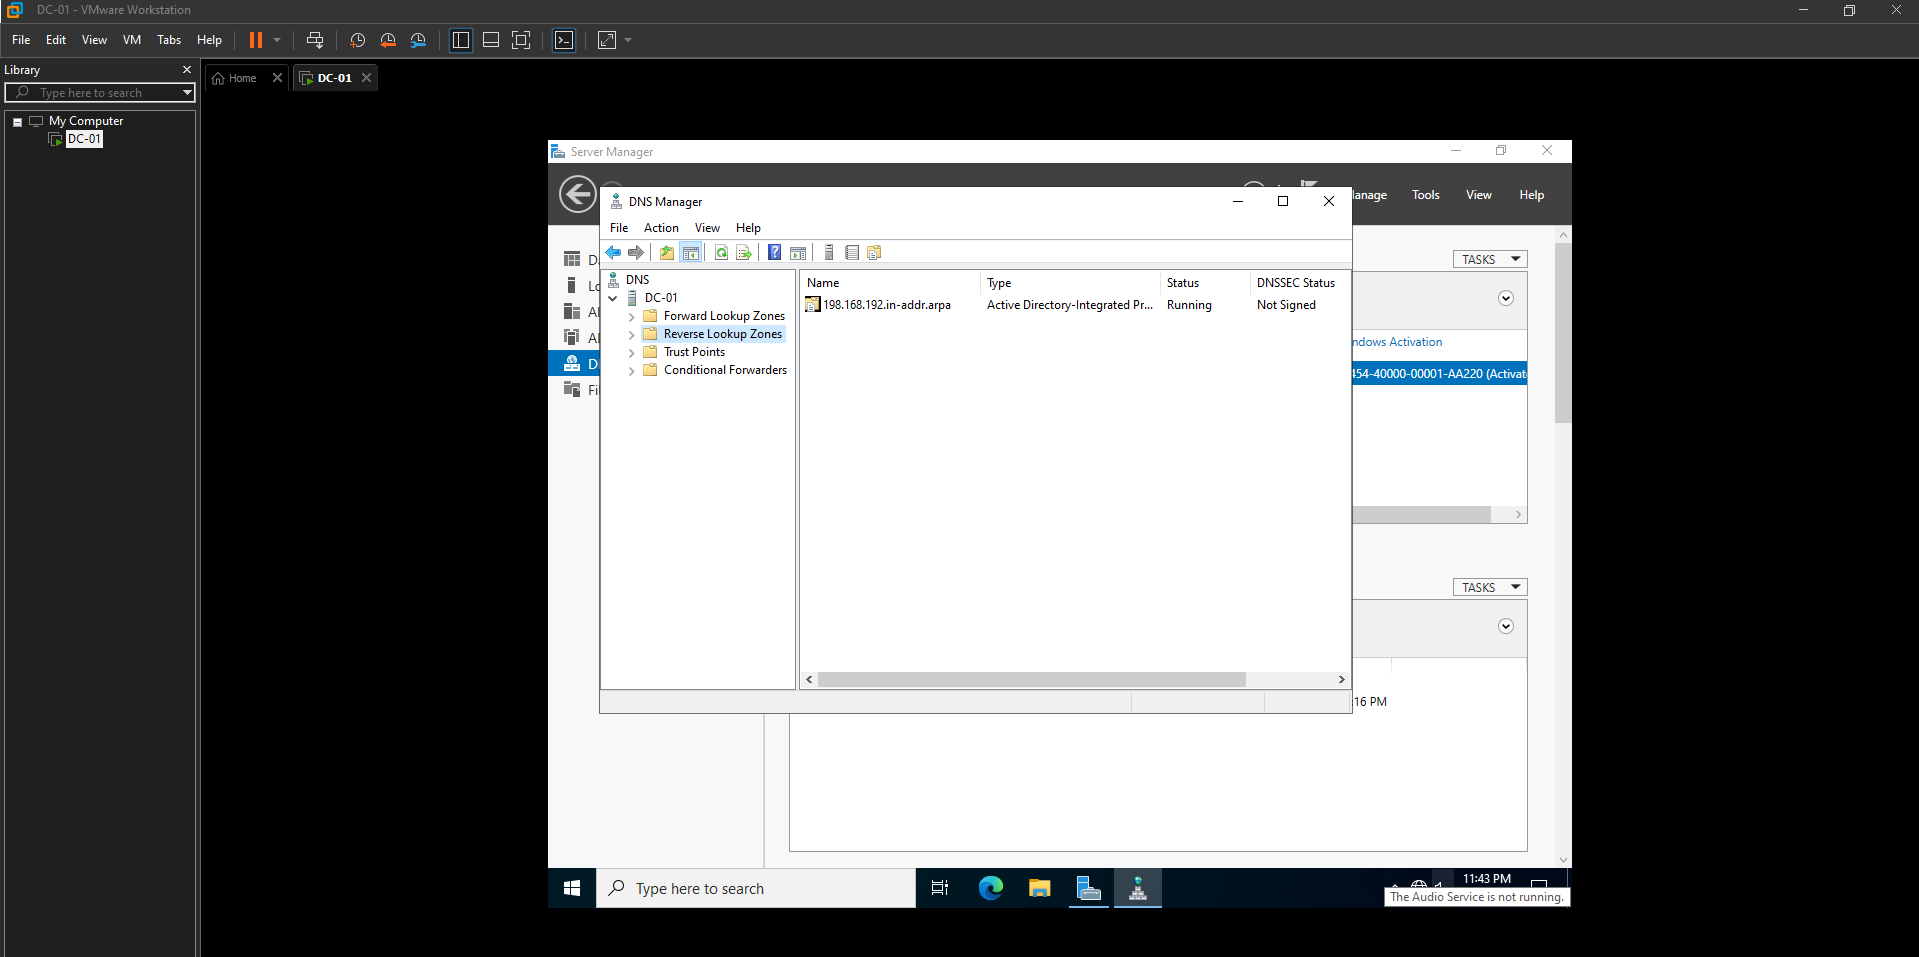 DC-01 - VMware Workstation
File Edit View VM Tabs Help
Library
Type here to search
My Computer
DC-01
Home
DC-01
Server Manager
Manage Tools View Help
DNS Manager
File Action View Help
DNS
DC-01
Forward Lookup Zones
Reverse Lookup Zones
Trust Points
Conditional Forwarders
Name Type Status DNSSEC Status
198.168.192.in-addr.arpa Active Directory-Integrated Pr... Running Not Signed
TASKS
ndows Activation
454-40000-00001-AA220 (Activat
TASKS
:16 PM
Type here to search
11:43 PM
The Audio Service is not running.